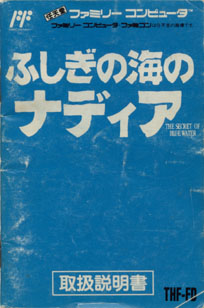 任天堂 ファミリー コンピュータ™
ファミリー コンピュータ・ファミコンは任天堂の商標です
ふしぎの海の
ナディア
THE SECRET OF
BLUE WATER
取扱説明書
THF-FD